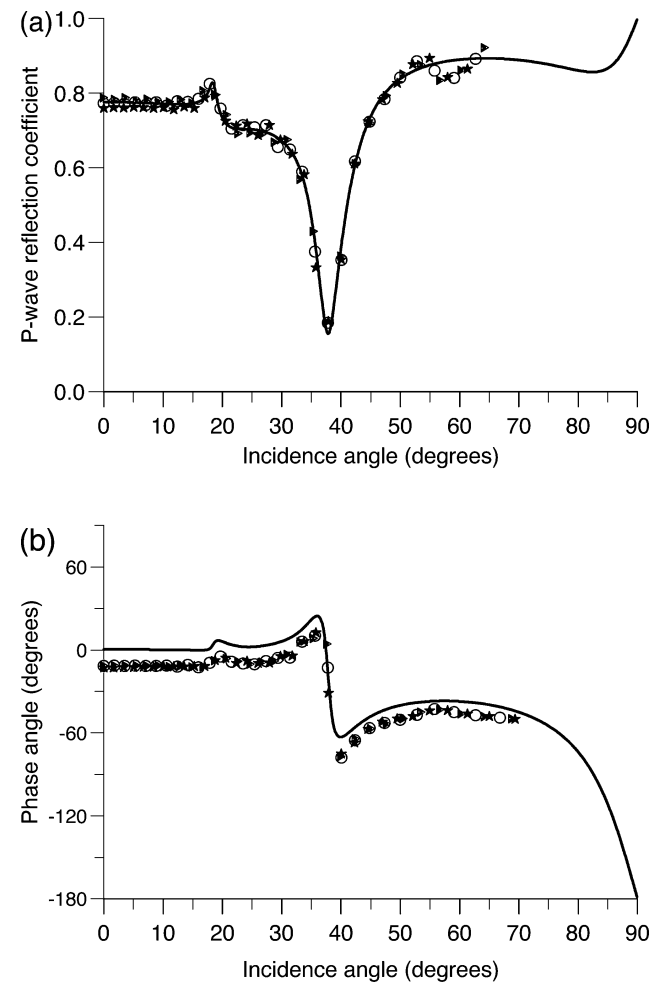 (a)
1.0
0.8
0.6
0.4
0.2
0.0
P-wave reflection coefficient
0 10 20 30 40 50 60 70 80 90
Incidence angle (degrees)
(b)
60
0
-60
-120
-180
Phase angle (degrees)
0 10 20 30 40 50 60 70 80 90
Incidence angle (degrees)